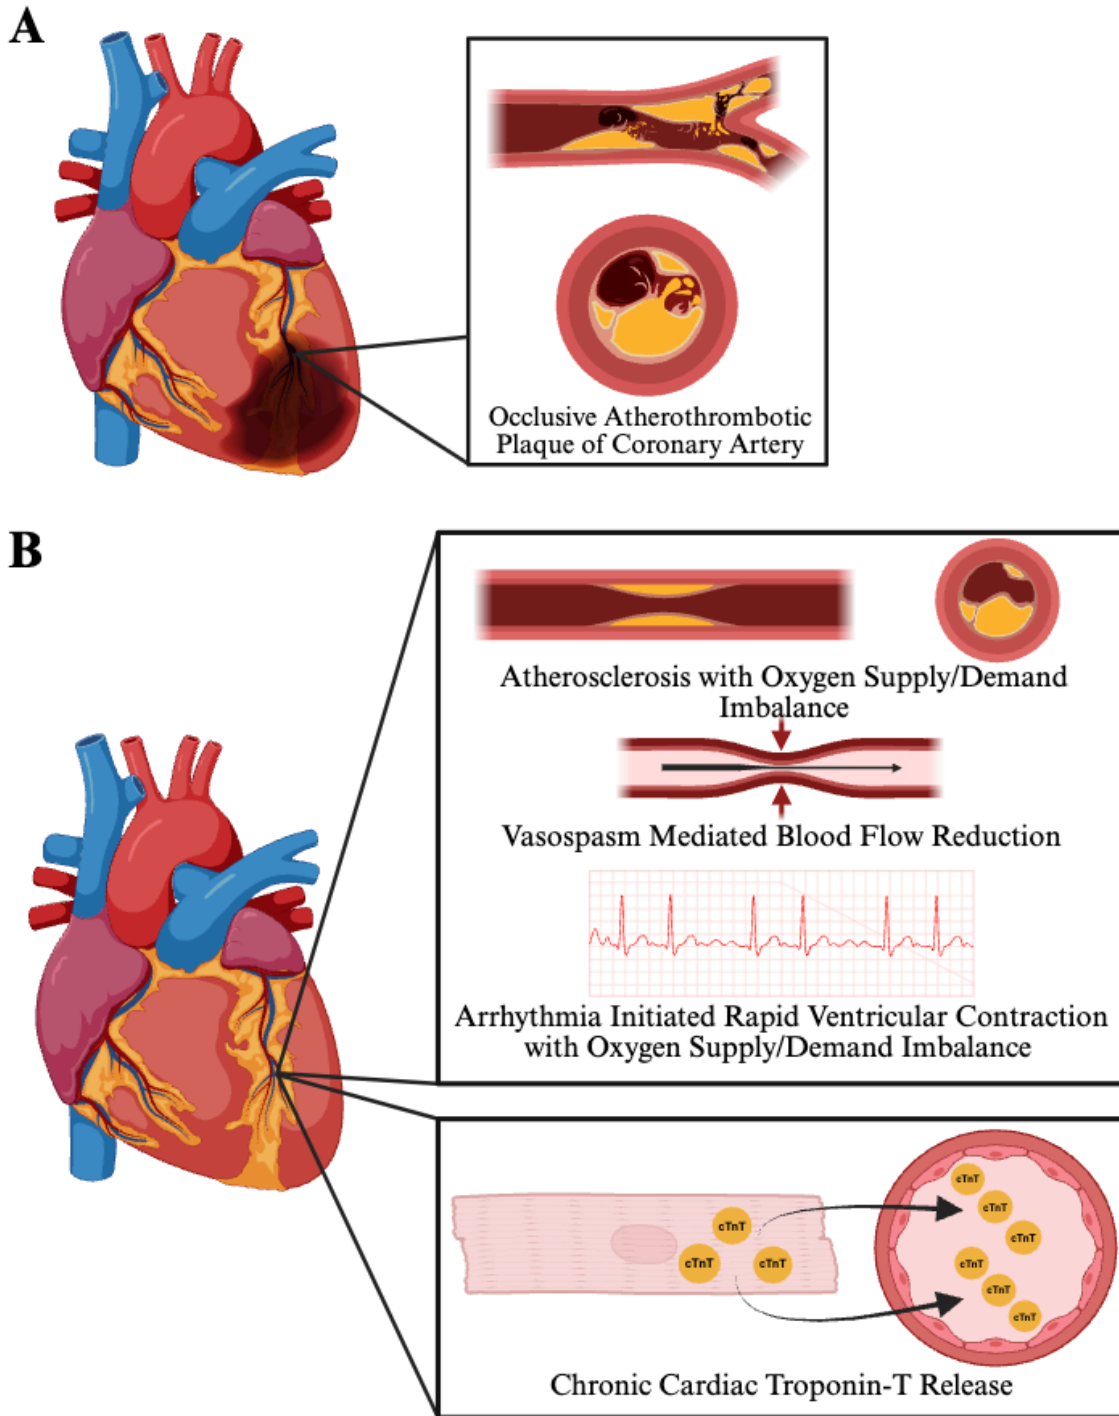 A
Occlusive Atherothrombotic
Plaque of Coronary Artery
B
Atherosclerosis with Oxygen Supply/Demand
Imbalance
Vasospasm Mediated Blood Flow Reduction
Arrhythmia Initiated Rapid Ventricular Contraction
with Oxygen Supply/Demand Imbalance
cTnT
cTnT
cTnT
cTnT
cTnT
cTnT
cTnT
cTnT
cTnT
Chronic Cardiac Troponin-T Release